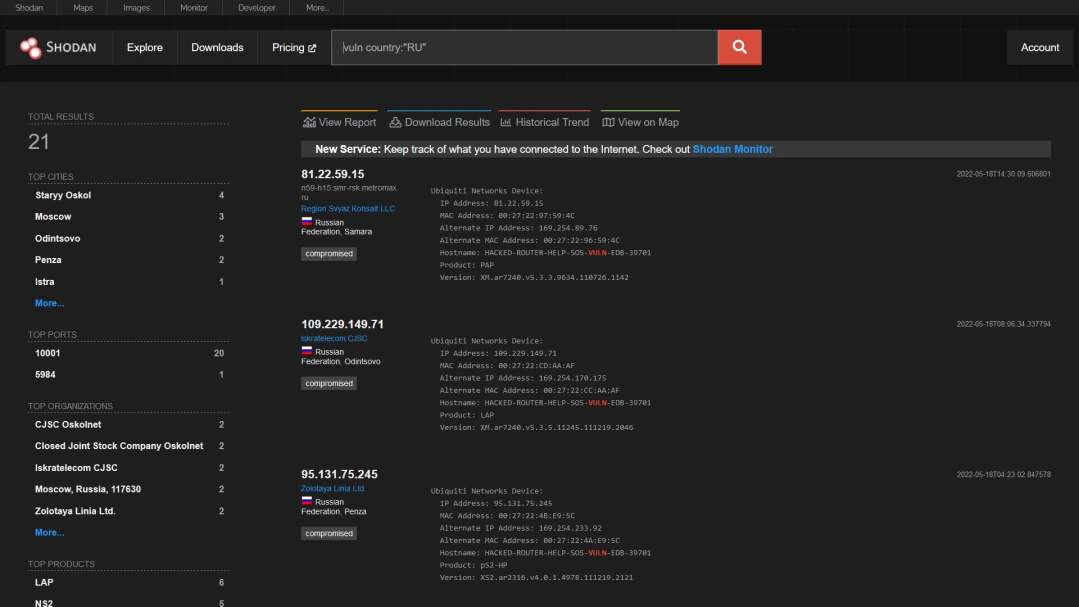 Shodan Maps Images Monitor Developer More...
SHODAN Explore Downloads Pricing vuln country:"RU" Account
TOTAL RESULTS
21
TOP CITIES
Staryy Oskol 4
Moscow 3
Odintsovo 2
Penza 2
Istra 1
More...
TOP PORTS
10001 20
5984 1
TOP ORGANIZATIONS
CJSC Oskolnet 2
Closed Joint Stock Company Oskolnet 2
Iskratelecom CJSC 2
Moscow, Russia, 117630 2
Zolotaya Linia Ltd. 2
More...
TOP PRODUCTS
LAP 6
NS2 5
View Report Download Results Historical Trend View on Map
New Service: Keep track of what you have connected to the Internet. Check out Shodan Monitor
81.22.59.15
n59-h15.smr-rsk.metromax.
ru
Region Svyaz Konsalt LLC
Russian
Federation, Samara
compromised
2022-05-18T14:30:09.606801
Ubiquiti Networks Device:
IP Address: 81.22.59.15
MAC Address: 00:27:22:97:59:4C
Alternate IP Address: 169.254.89.76
Alternate MAC Address: 00:27:22:96:59:4C
Hostname: HACKED-ROUTER-HELP-SOS-VULN-EDB-39701
Product: PAP
Version: XM.ar7240.v5.3.3.9634.110726.1142
109.229.149.71
Iskratelecom CJSC
Russian
Federation, Odintsovo
compromised
2022-05-18T08:06:34.337794
Ubiquiti Networks Device:
IP Address: 109.229.149.71
MAC Address: 00:27:22:CD:AA:AF
Alternate IP Address: 169.254.170.175
Alternate MAC Address: 00:27:22:CC:AA:AF
Hostname: HACKED-ROUTER-HELP-SOS-VULN-EDB-39701
Product: LAP
Version: XM.ar7240.v5.3.5.11245.111219.2046
95.131.75.245
Zolotaya Linia Ltd.
Russian
Federation, Penza
compromised
2022-05-18T04:23:02.847578
Ubiquiti Networks Device:
IP Address: 95.131.75.245
MAC Address: 00:27:22:4B:E9:5C
Alternate IP Address: 169.254.233.92
Alternate MAC Address: 00:27:22:4A:E9:5C
Hostname: HACKED-ROUTER-HELP-SOS-VULN-EDB-39701
Product: p52-HP
Version: XS2.ar2316.v4.0.1.4978.111219.2121